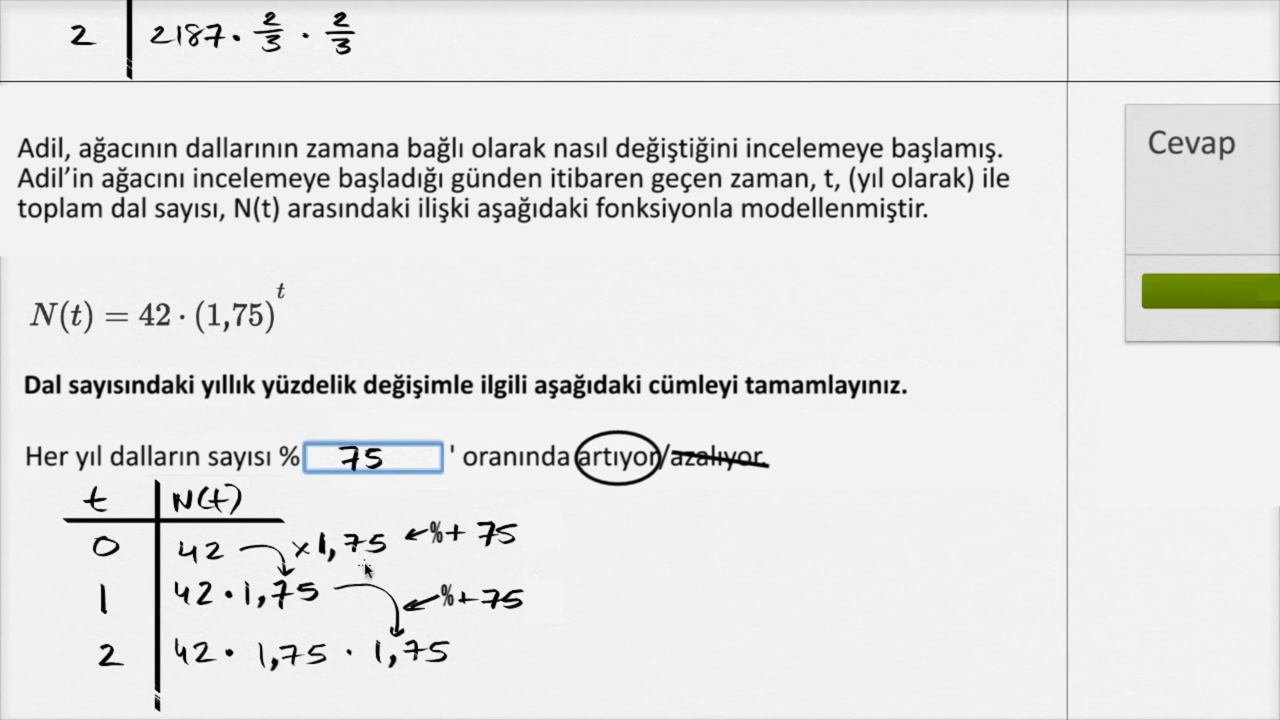 2 2187 · 2/3 · 2/3
Adil, ağacının dallarının zamana bağlı olarak nasıl değiştiğini incelemeye başlamış.
Adil’in ağacını incelemeye başladığı günden itibaren geçen zaman, t, (yıl olarak) ile
toplam dal sayısı, N(t) arasındaki ilişki aşağıdaki fonksiyonla modellenmiştir.
Cevap
N(t) = 42 · (1,75)^t
Dal sayısındaki yıllık yüzdelik değişimle ilgili aşağıdaki cümleyi tamamlayınız.
Her yıl dalların sayısı % 75 ' oranında artıyor/azalıyor.
t N(t)
0 42 x1,75 %+ 75
1 42 · 1,75 %+75
2 42 · 1,75 · 1,75